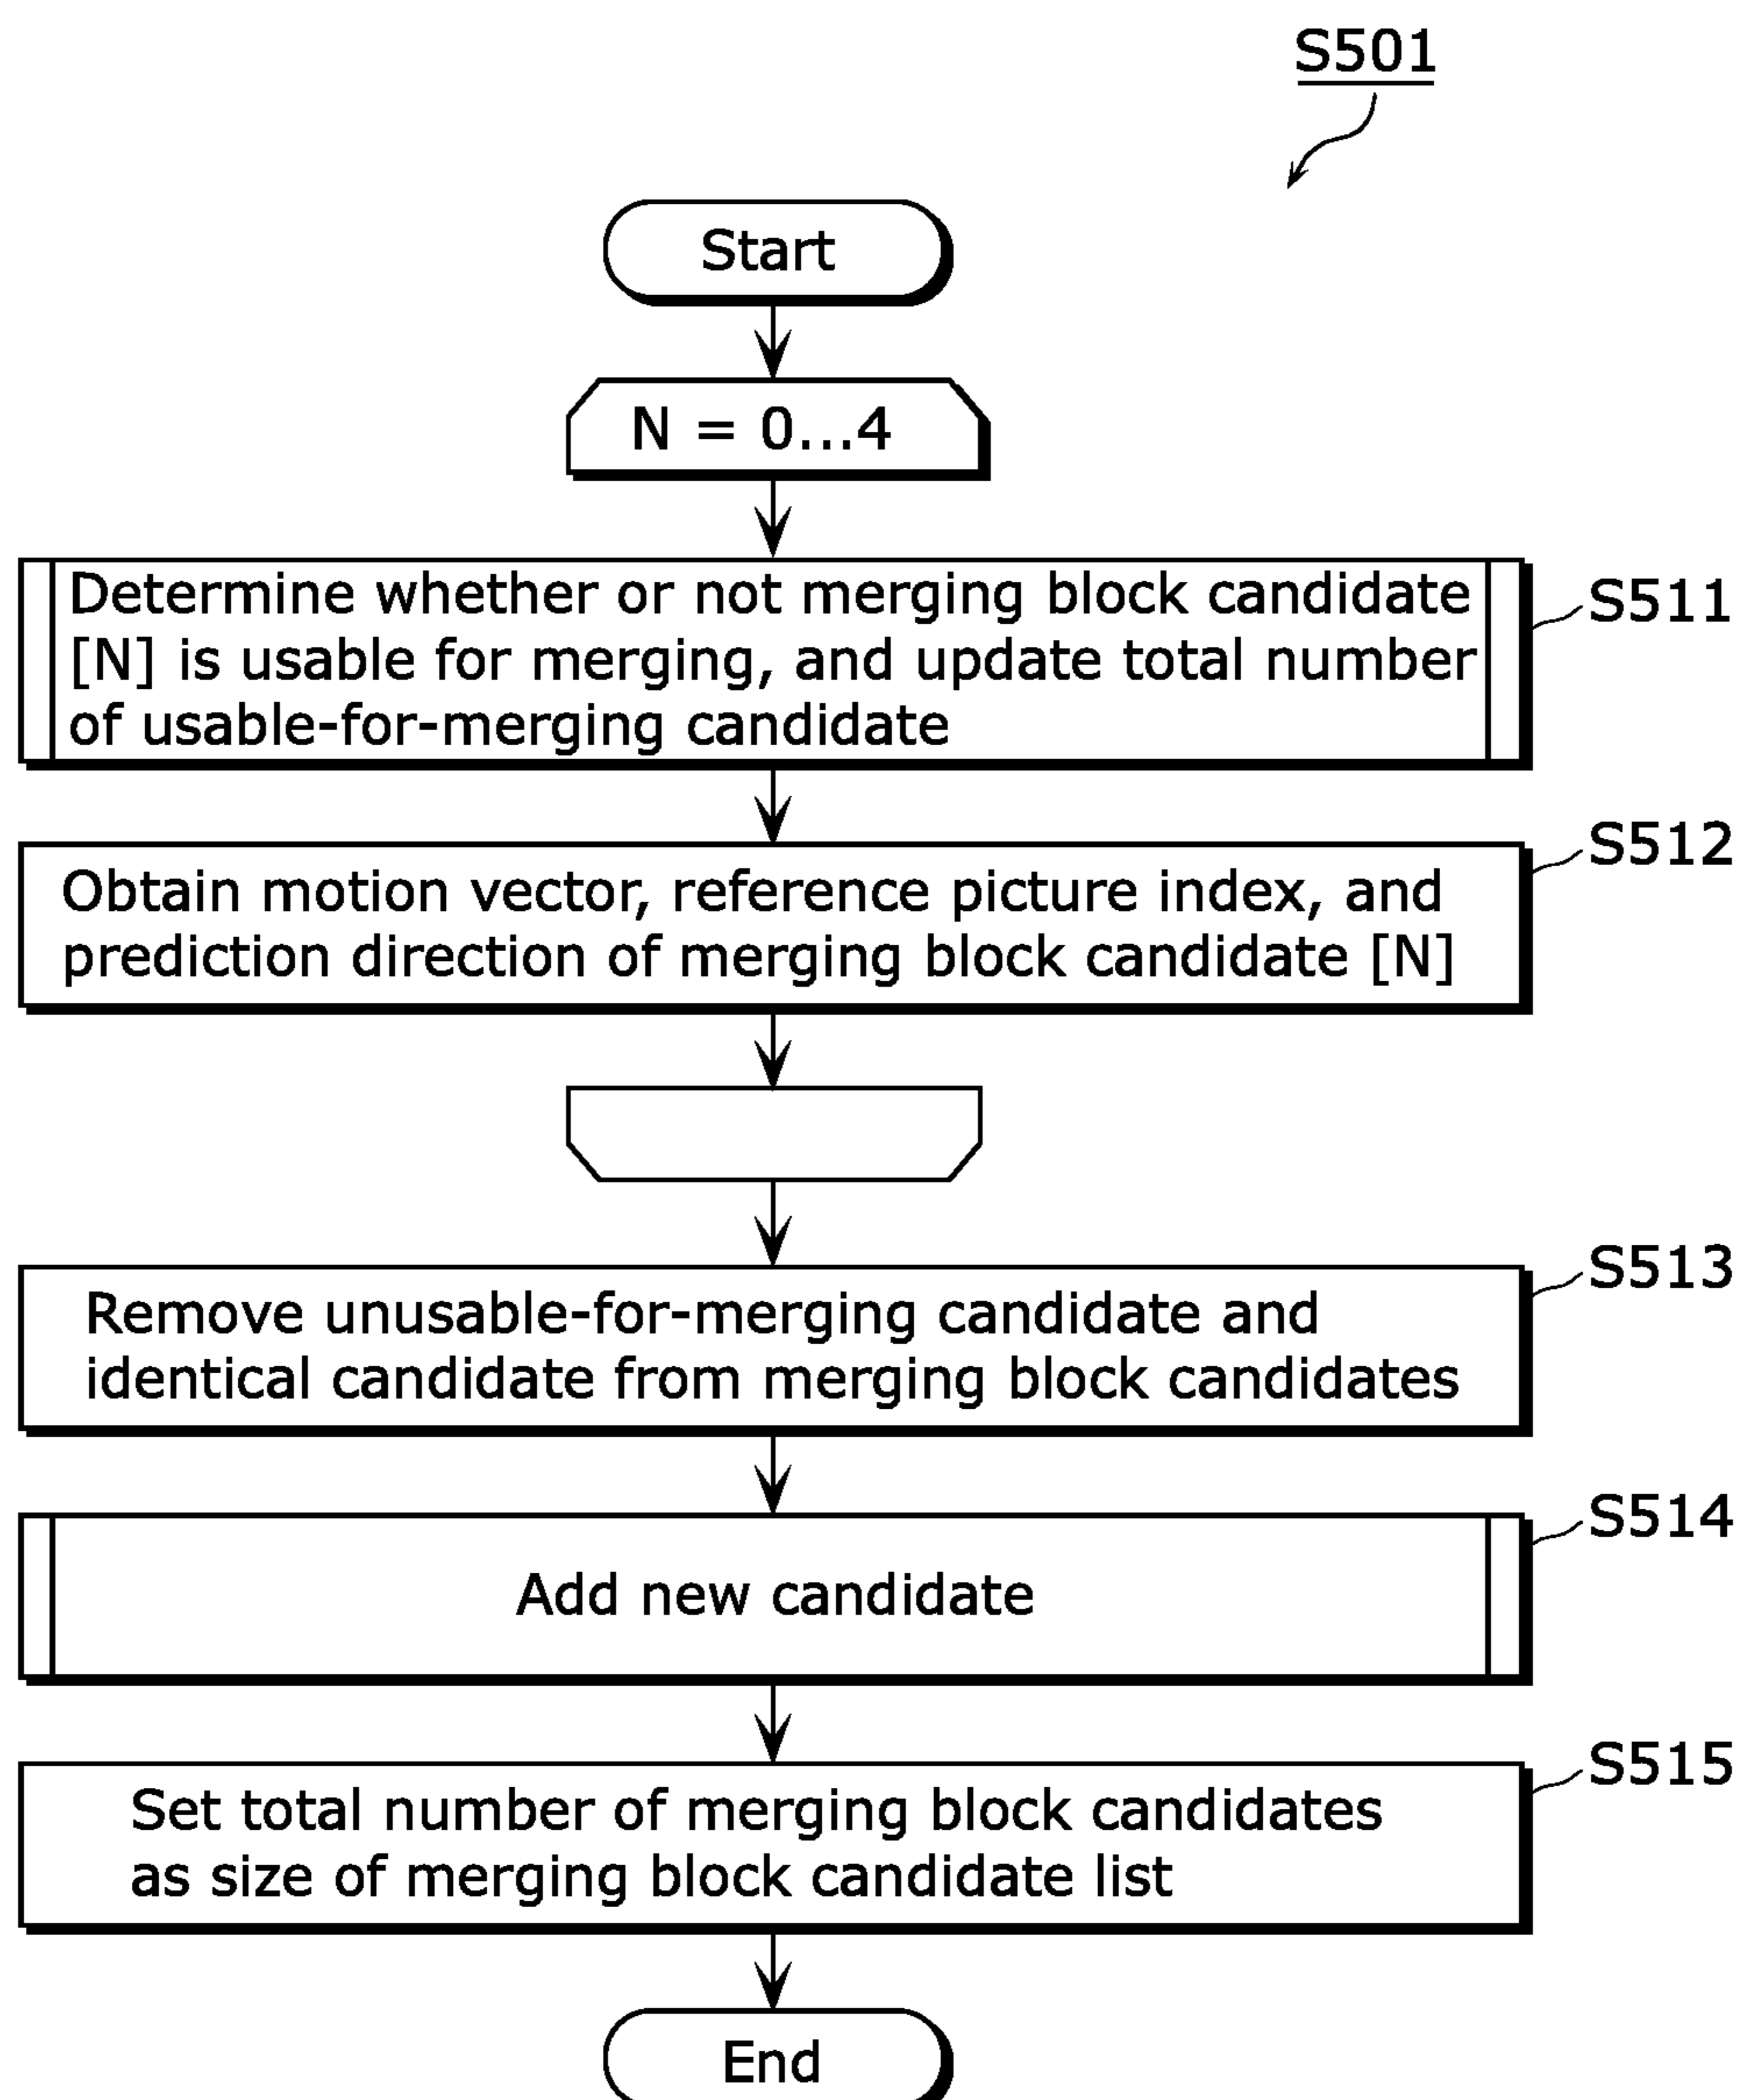 S501
Start
N = 0...4
Determine whether or not merging block candidate
[N] is usable for merging, and update total number
of usable-for-merging candidate
S511
Obtain motion vector, reference picture index, and
prediction direction of merging block candidate [N]
S512
Remove unusable-for-merging candidate and
identical candidate from merging block candidates
S513
Add new candidate
S514
Set total number of merging block candidates
as size of merging block candidate list
S515
End